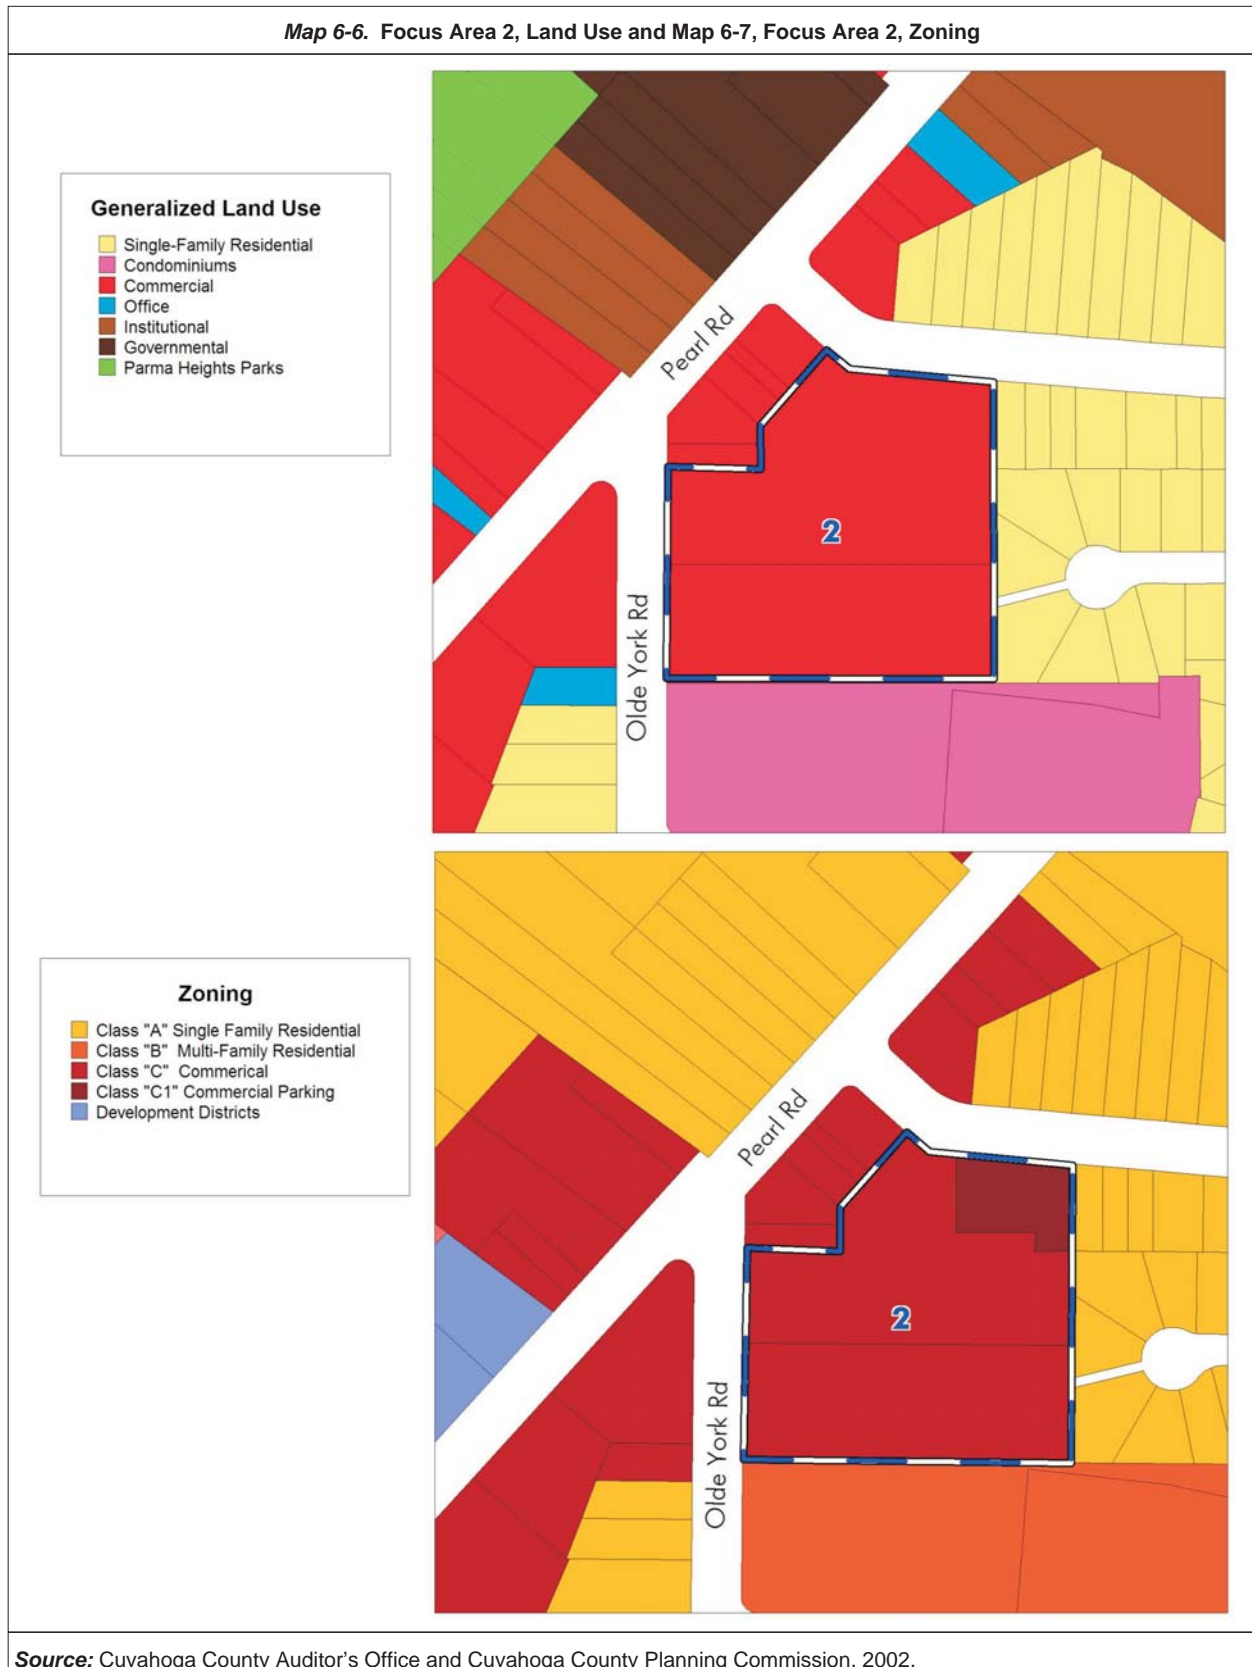 Map 6-6. Focus Area 2, Land Use and Map 6-7, Focus Area 2, Zoning
Generalized Land Use
Single-Family Residential
Condominiums
Commercial
Office
Institutional
Governmental
Parma Heights Parks
Pearl Rd
2
Olde York Rd
Zoning
Class "A" Single Family Residential
Class "B" Multi-Family Residential
Class "C" Commerical
Class "C1" Commercial Parking
Development Districts
Pearl Rd
2
Olde York Rd
Source: Cuyahoga County Auditor's Office and Cuyahoga County Planning Commission, 2002.